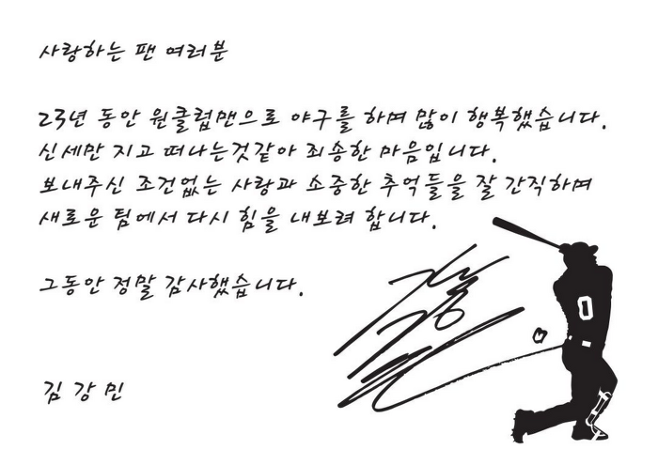 사랑하는 팬 여러분
23년 동안 원클럽맨으로 야구를 하며 많이 행복했습니다.
신세만 지고 떠나는것같아 죄송한 마음입니다.
보내주신 조건없는 사랑과 소중한 추억들을 잘 간직하며
새로운 팀에서 다시 힘을 내보려 합니다.
그동안 정말 감사했습니다.
김강민
0